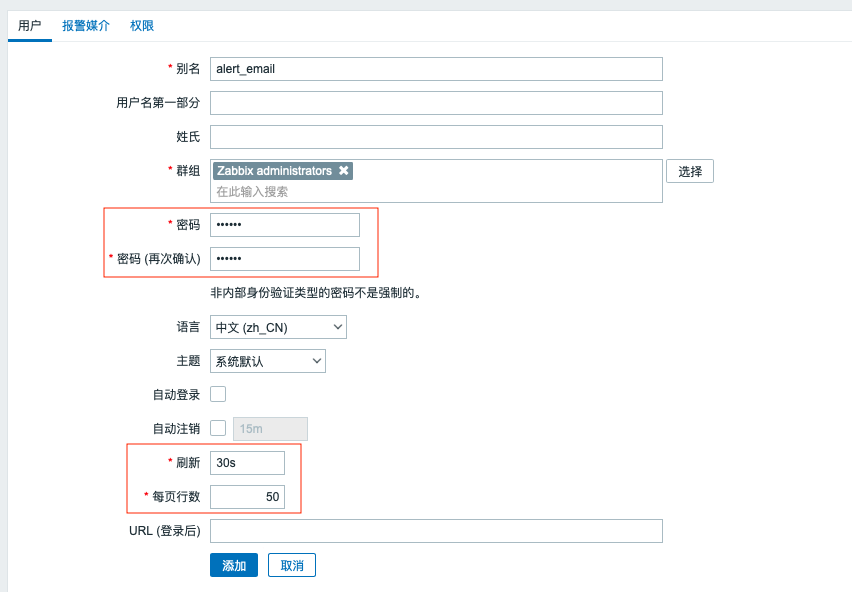 用户 报警媒介 权限
* 别名 alert_email
用户名第一部分
姓氏
* 群组 Zabbix administrators ✖ 选择
在此输入搜索
* 密码 ••••••
* 密码 (再次确认) ••••••
非内部身份验证类型的密码不是强制的。
语言 中文 (zh_CN)
主题 系统默认
自动登录
自动注销 15m
* 刷新 30s
* 每页行数 50
URL (登录后)
添加 取消